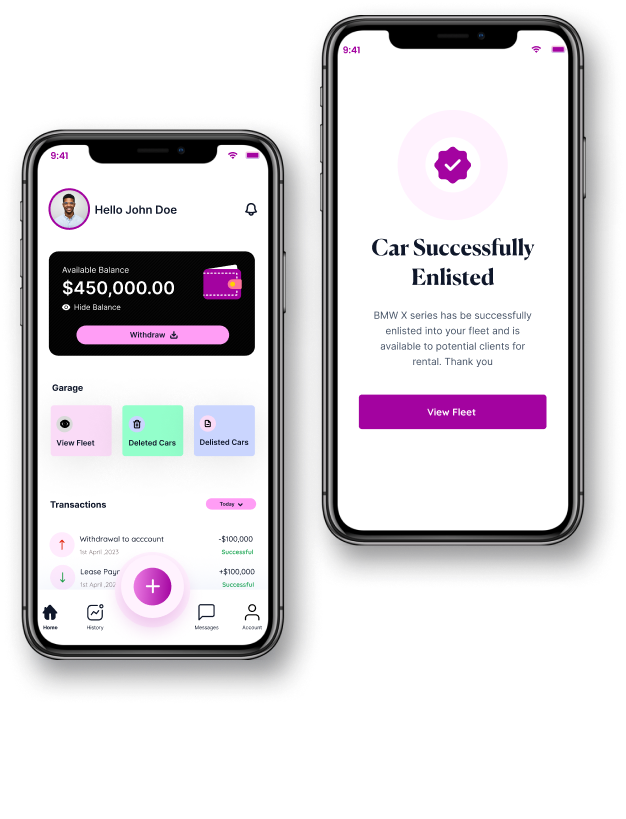 9:41
Hello John Doe
Available Balance
$450,000.00
Hide Balance
Withdraw
Garage
View Fleet
Deleted Cars
Delisted Cars
Transactions
Today
Withdrawal to acccount
-$100,000
1st April ,2023
Successful
Lease Payr
+$100,000
1st April ,202
Successful
Home
History
Messages
Account
9:41
Car Successfully
Enlisted
BMW X series has be successfully
enlisted into your fleet and is
available to potential clients for
rental. Thank you
View Fleet